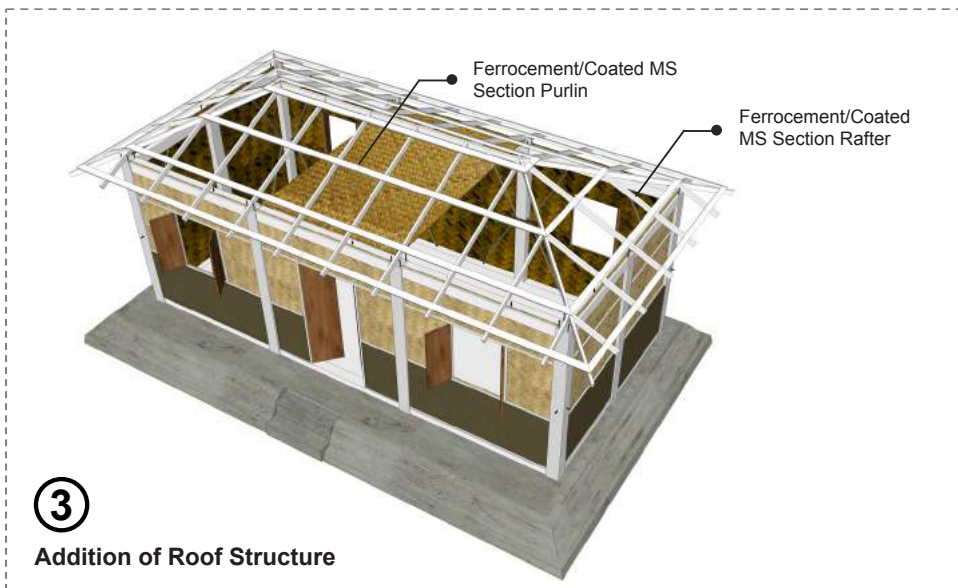 Ferrocement/Coated MS
Section Purlin
Ferrocement/Coated
MS Section Rafter
3
Addition of Roof Structure